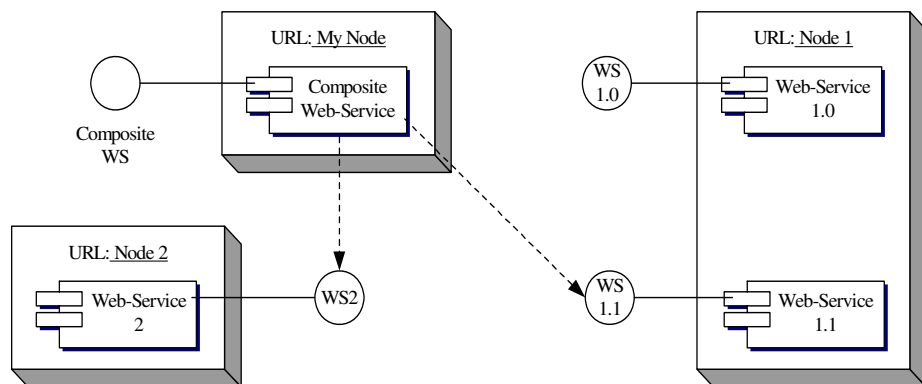 URL: My Node
Composite
Web-Service
Composite
WS
URL: Node 1
WS
1.0
Web-Service
1.0
URL: Node 2
Web-Service
2
WS2
WS
1.1
Web-Service
1.1